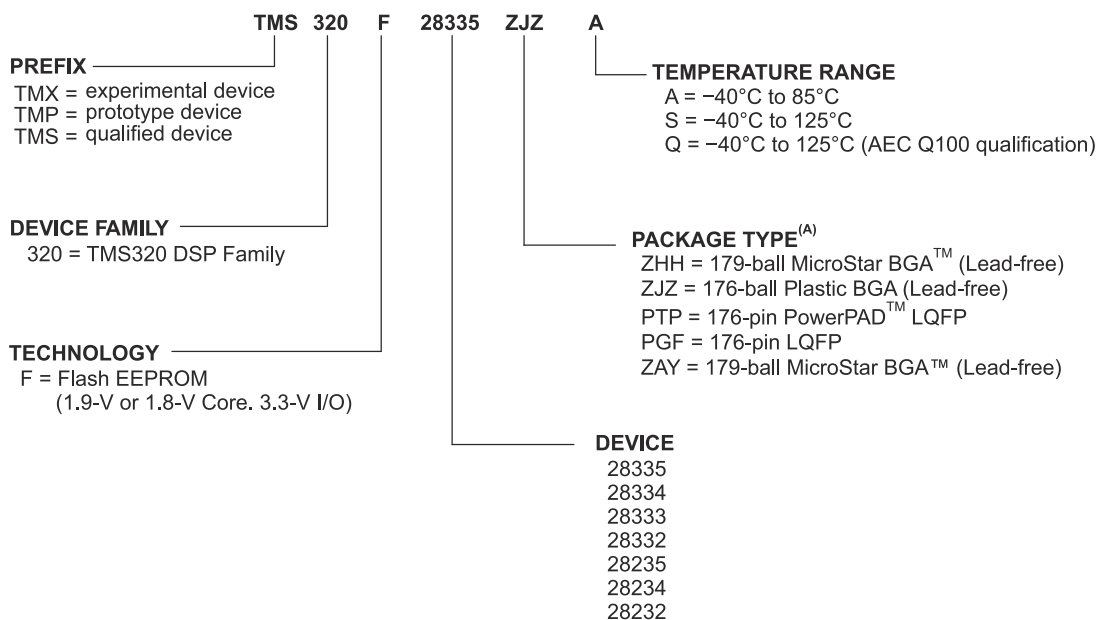 TMS 320 F 28335 ZJZ A
PREFIX
TMX = experimental device
TMP = prototype device
TMS = qualified device
TEMPERATURE RANGE
A = −40°C to 85°C
S = −40°C to 125°C
Q = −40°C to 125°C (AEC Q100 qualification)
DEVICE FAMILY
320 = TMS320 DSP Family
PACKAGE TYPE(A)
ZHH = 179-ball MicroStar BGA™ (Lead-free)
ZJZ = 176-ball Plastic BGA (Lead-free)
PTP = 176-pin PowerPAD™ LQFP
PGF = 176-pin LQFP
ZAY = 179-ball MicroStar BGA™ (Lead-free)
TECHNOLOGY
F = Flash EEPROM
(1.9-V or 1.8-V Core. 3.3-V I/O)
DEVICE
28335
28334
28333
28332
28235
28234
28232